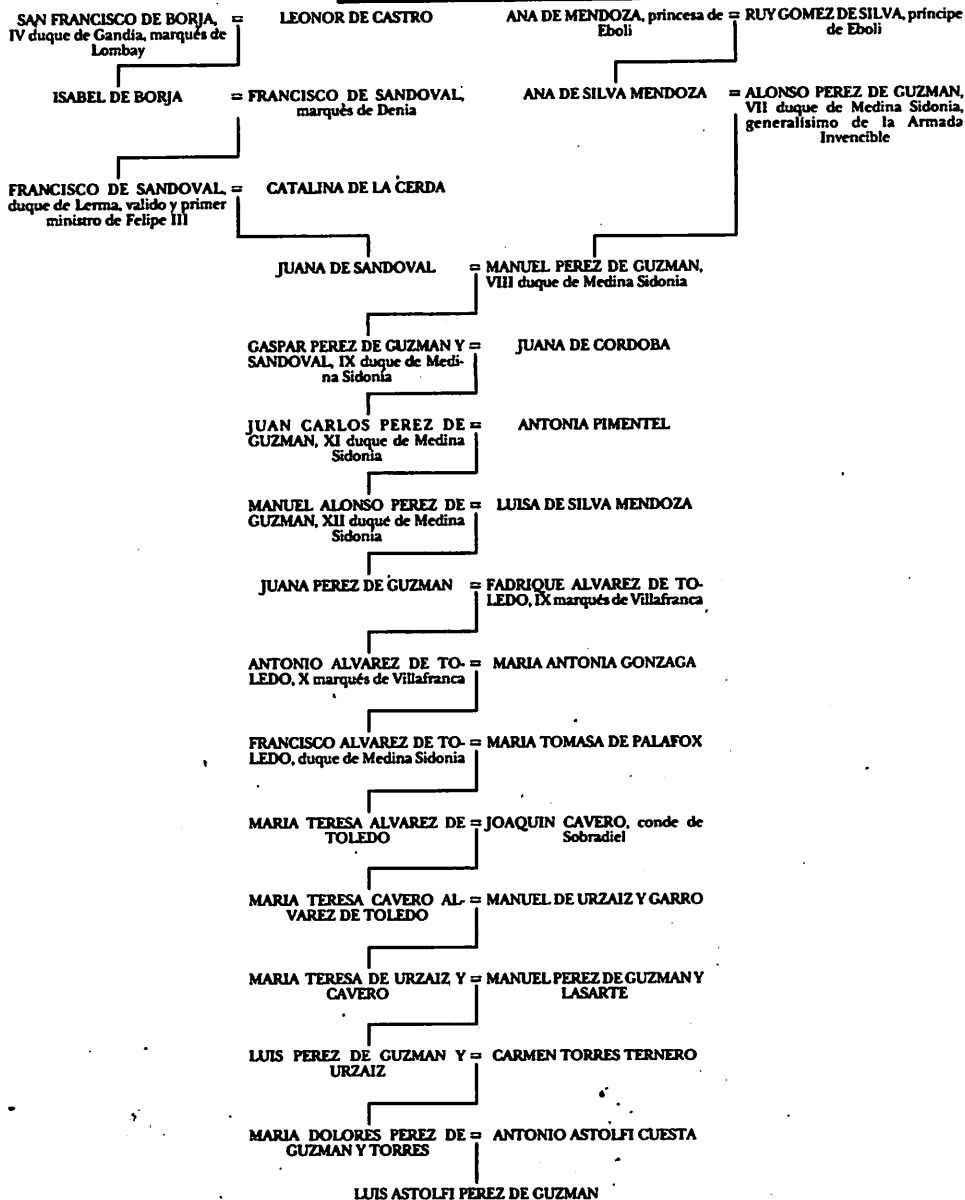 SAN FRANCISCO DE BORJA, = LEONOR DE CASTRO
IV duque de Gandía, marqués de
Lombay
ANA DE MENDOZA, princesa de = RUY GOMEZ DE SILVA, príncipe
Eboli
de Eboli
ISABEL DE BORJA = FRANCISCO DE SANDOVAL,
marqués de Denia
ANA DE SILVA MENDOZA = ALONSO PEREZ DE GUZMAN,
VII duque de Medina Sidonia,
generalísimo de la Armada
Invencible
FRANCISCO DE SANDOVAL, = CATALINA DE LA CERDA
duque de Lerma, valido y primer
ministro de Felipe III
JUANA DE SANDOVAL = MANUEL PEREZ DE GUZMAN,
VIII duque de Medina Sidonia
GASPAR PEREZ DE GUZMAN Y = JUANA DE CORDOBA
SANDOVAL, IX duque de Medi-
na Sidonia
JUAN CARLOS PEREZ DE = ANTONIA PIMENTEL
GUZMAN, XI duque de Medina
Sidonia
MANUEL ALONSO PEREZ DE = LUISA DE SILVA MENDOZA
GUZMAN, XII duque de Medina
Sidonia
JUANA PEREZ DE GUZMAN = FADRIQUE ALVAREZ DE TO-
LEDO, IX marqués de Villafranca
ANTONIO ALVAREZ DE TO- = MARIA ANTONIA GONZAGA
LEDO, X marqués de Villafranca
FRANCISCO ALVAREZ DE TO- = MARIA TOMASA DE PALAFOX
LEDO, duque de Medina Sidonia
MARIA TERESA ALVAREZ DE = JOAQUIN CAVERO, conde de
TOLEDO
Sobradiel
MARIA TERESA CAVERO AL- = MANUEL DE URZAIZ Y GARRO
VAREZ DE TOLEDO
MARIA TERESA DE URZAIZ Y = MANUEL PEREZ DE GUZMAN Y
CAVERO
LASARTE
LUIS PEREZ DE GUZMAN Y = CARMEN TORRES TERNERO
URZAIZ
MARIA DOLORES PEREZ DE = ANTONIO ASTOLFI CUESTA
GUZMAN Y TORRES
LUIS ASTOLFI PEREZ DE GUZMAN